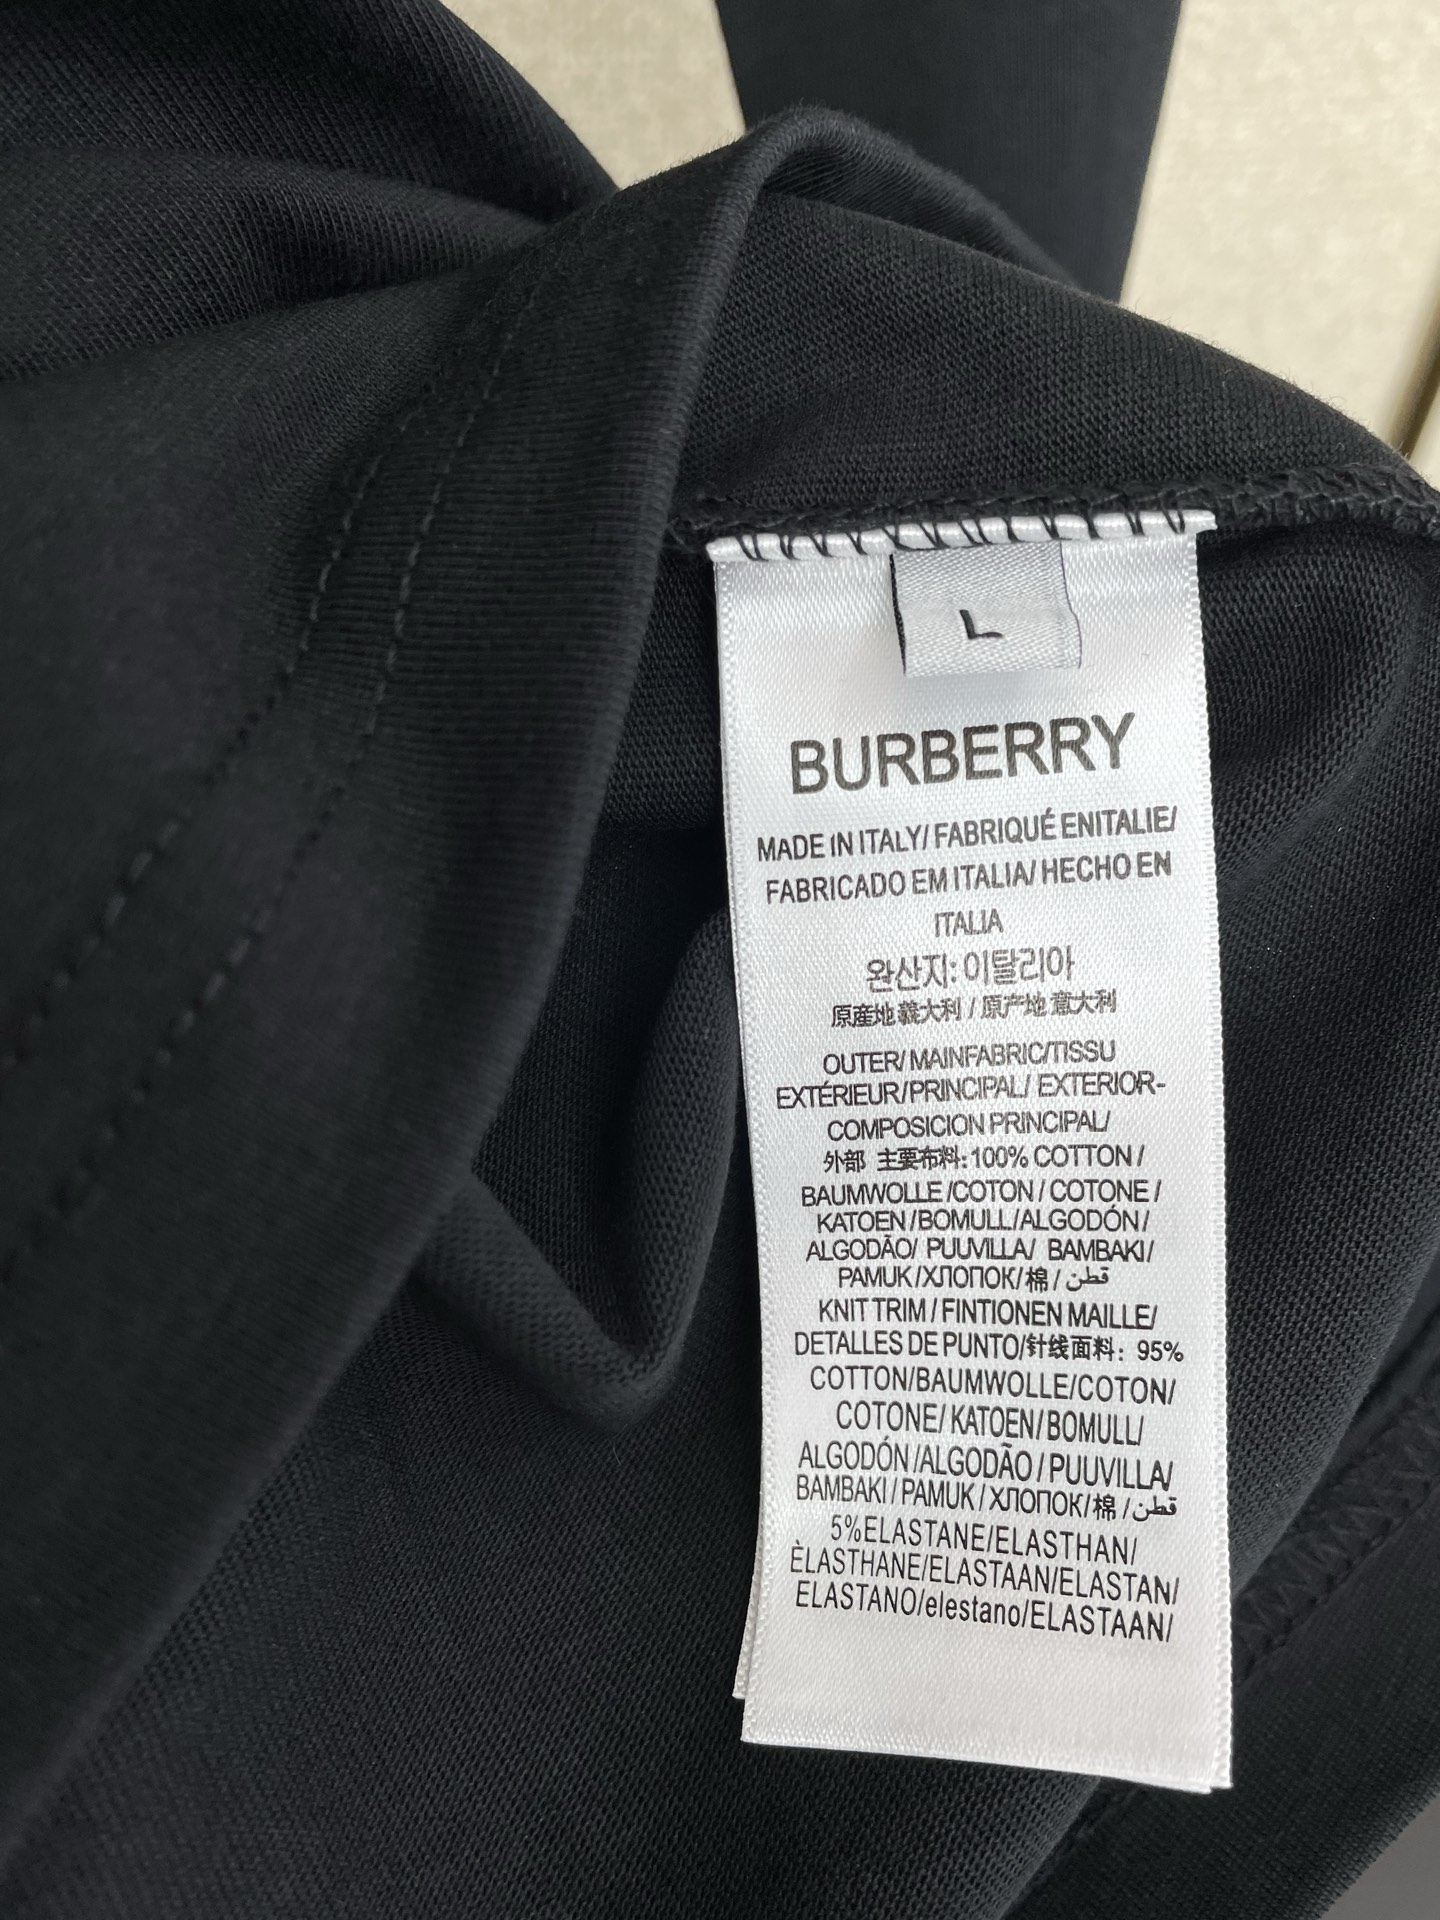 L
BURBERRY
MADE IN ITALY/ FABRIQUÉ ENITALIE/
FABRICADO EM ITALIA/ HECHO EN
ITALIA
완산지: 이탈리아
原產地 義大利 / 原产地 意大利
OUTER/ MAINFABRIC/TISSU
EXTÉRIEUR/PRINCIPAL/ EXTERIOR-
COMPOSICION PRINCIPAL/
外部 主要布料: 100% COTTON /
BAUMWOLLE /COTON / COTONE /
KATOEN /BOMULL/ALGODÓN /
ALGODÃO/ PUUVILLA/ BAMBAKI /
PAMUK /ХЛОПОК/ 棉 / قطن
KNIT TRIM / FINTIONEN MAILLE/
DETALLES DE PUNTO/针线面料: 95%
COTTON/BAUMWOLLE/COTON/
COTONE/ KATOEN/ BOMULL/
ALGODÓN /ALGODÃO / PUUVILLA/
BAMBAKI / PAMUK / ХЛОПОК/ 棉 / قطن
5%ELASTANE/ELASTHAN/
ÈLASTHANE/ELASTAAN/ELASTAN/
ELASTANO/elestano/ELASTAAN/